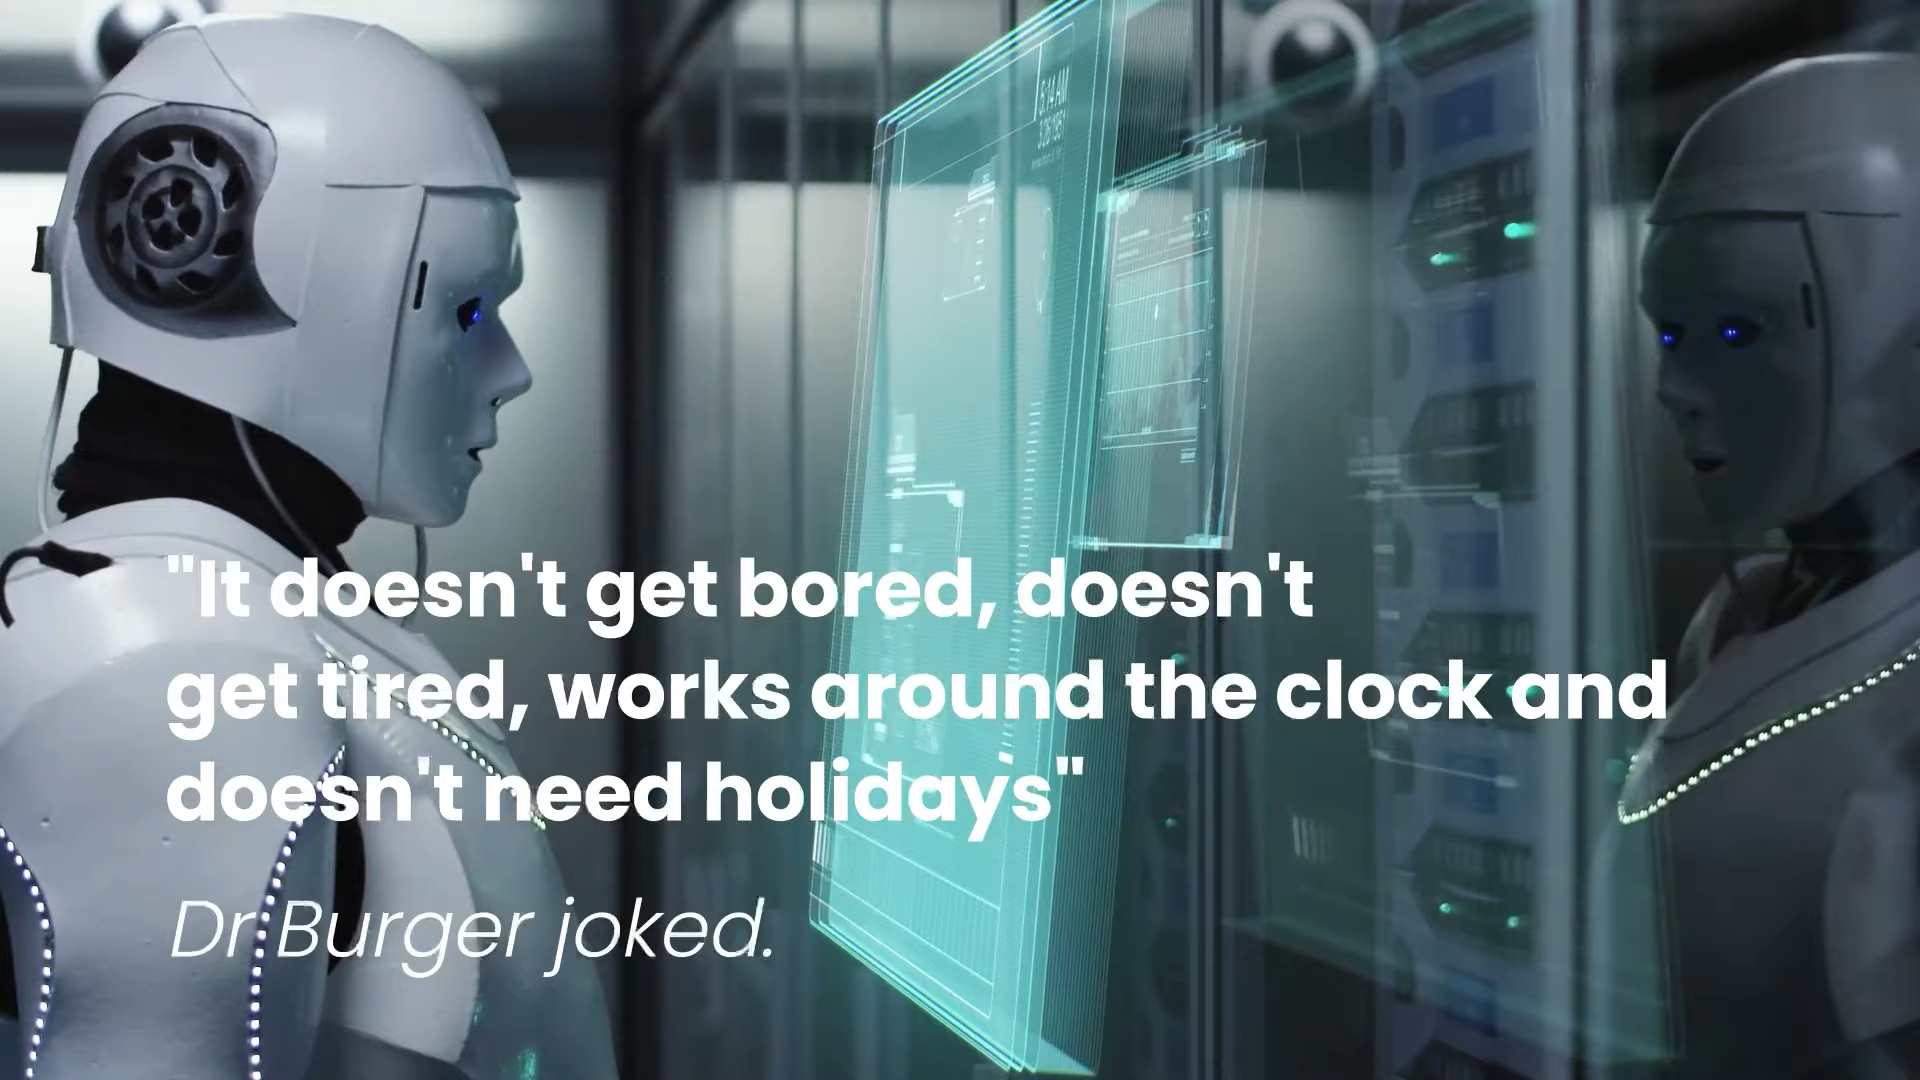 "It doesn't get bored, doesn't
get tired, works around the clock and
doesn't need holidays"
Dr Burger joked.